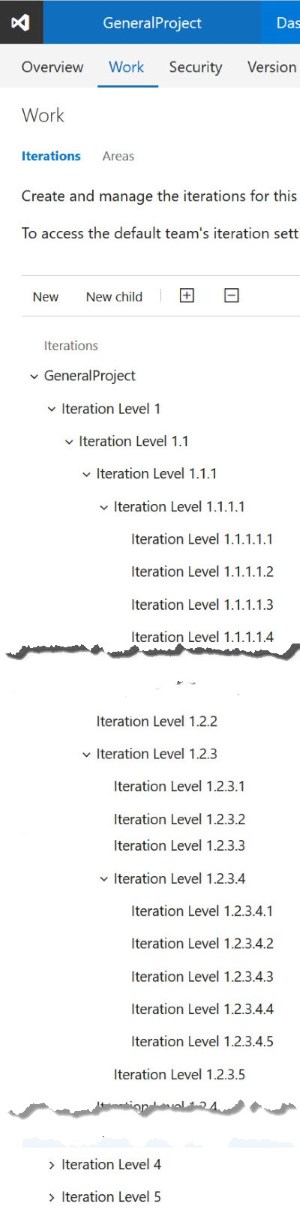 GeneralProject Das
Overview Work Security Version
Work
Iterations Areas
Create and manage the iterations for this
To access the default team's iteration sett
New New child
Iterations
GeneralProject
Iteration Level 1
Iteration Level 1.1
Iteration Level 1.1.1
Iteration Level 1.1.1.1
Iteration Level 1.1.1.1.1
Iteration Level 1.1.1.1.2
Iteration Level 1.1.1.1.3
Iteration Level 1.1.1.1.4
Iteration Level 1.2.2
Iteration Level 1.2.3
Iteration Level 1.2.3.1
Iteration Level 1.2.3.2
Iteration Level 1.2.3.3
Iteration Level 1.2.3.4
Iteration Level 1.2.3.4.1
Iteration Level 1.2.3.4.2
Iteration Level 1.2.3.4.3
Iteration Level 1.2.3.4.4
Iteration Level 1.2.3.4.5
Iteration Level 1.2.3.5
Iteration Level 4
Iteration Level 5